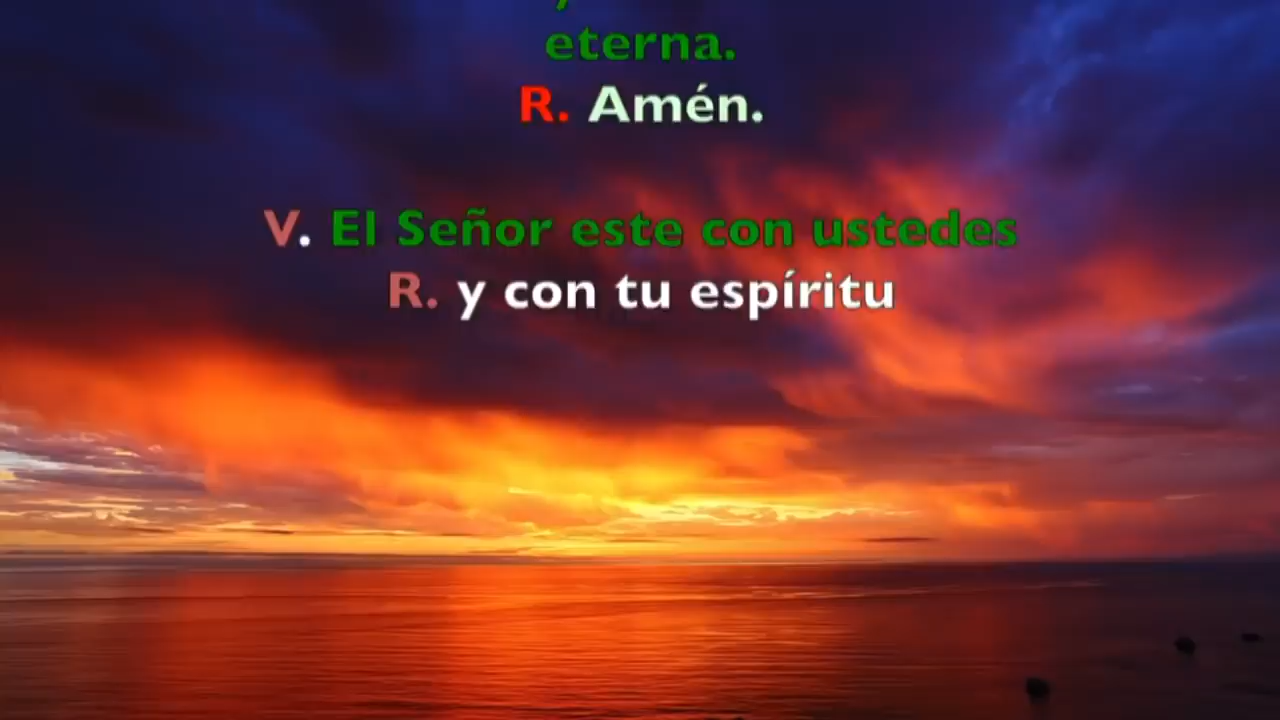 eterna.
R. Amén.
V. El Señor este con ustedes
R. y con tu espíritu